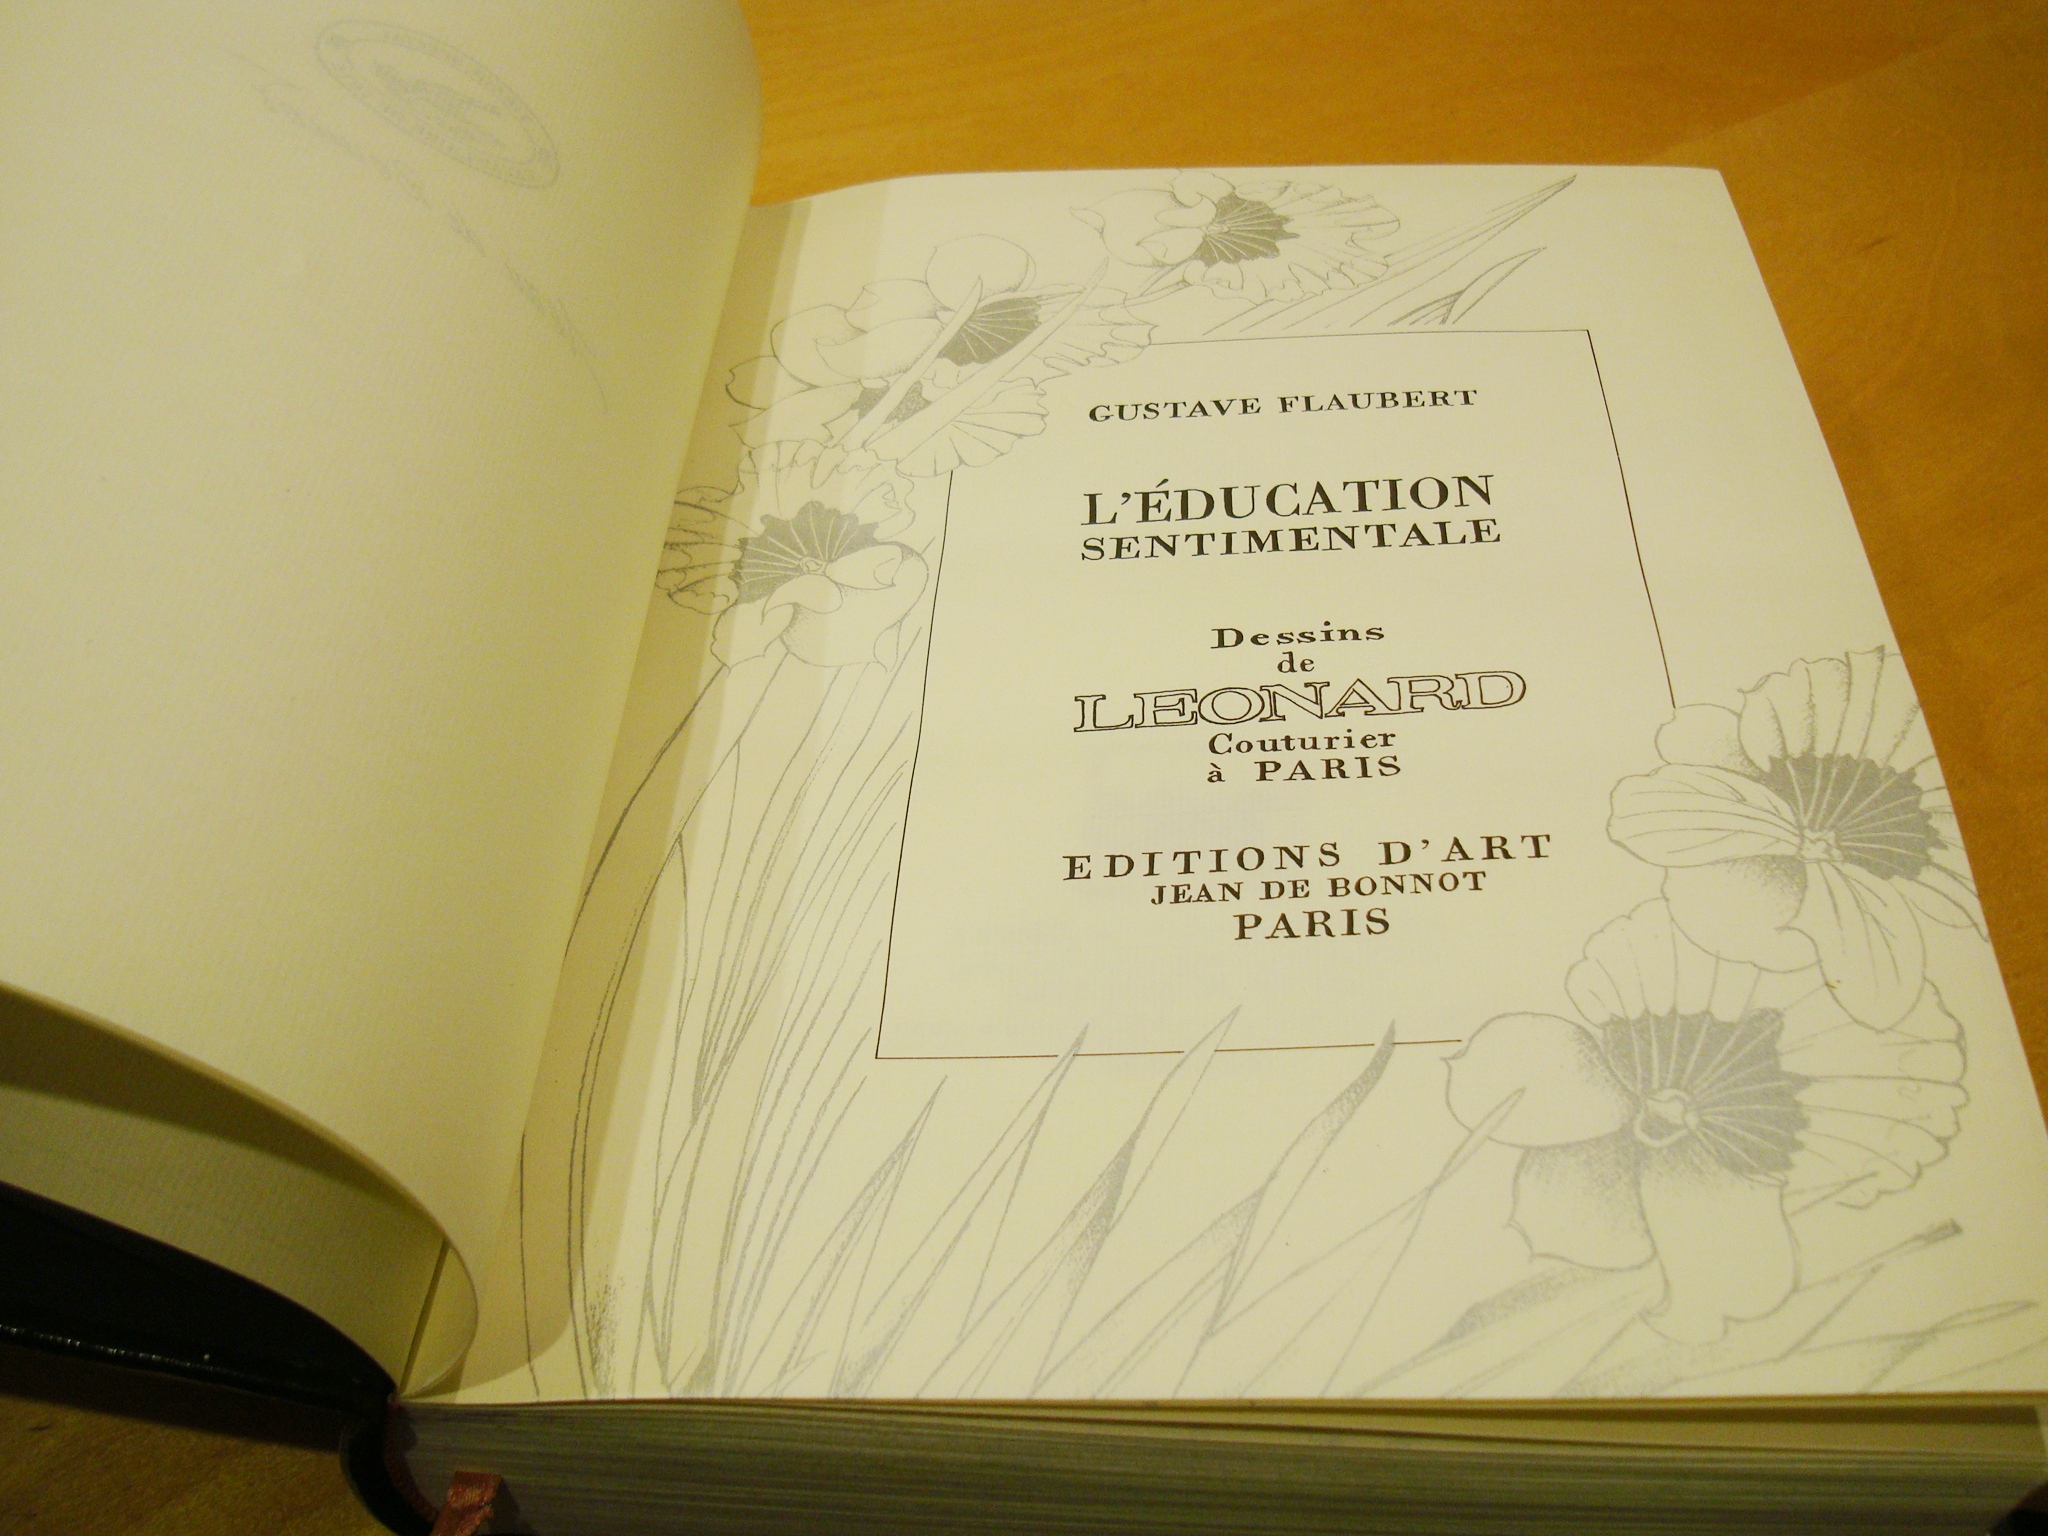 GUSTAVE FLAUBERT
L'ÉDUCATION
SENTIMENTALE
Dessins
de
LEONARD
Couturier
à PARIS
EDITIONS D'ART
JEAN DE BONNOT
PARIS